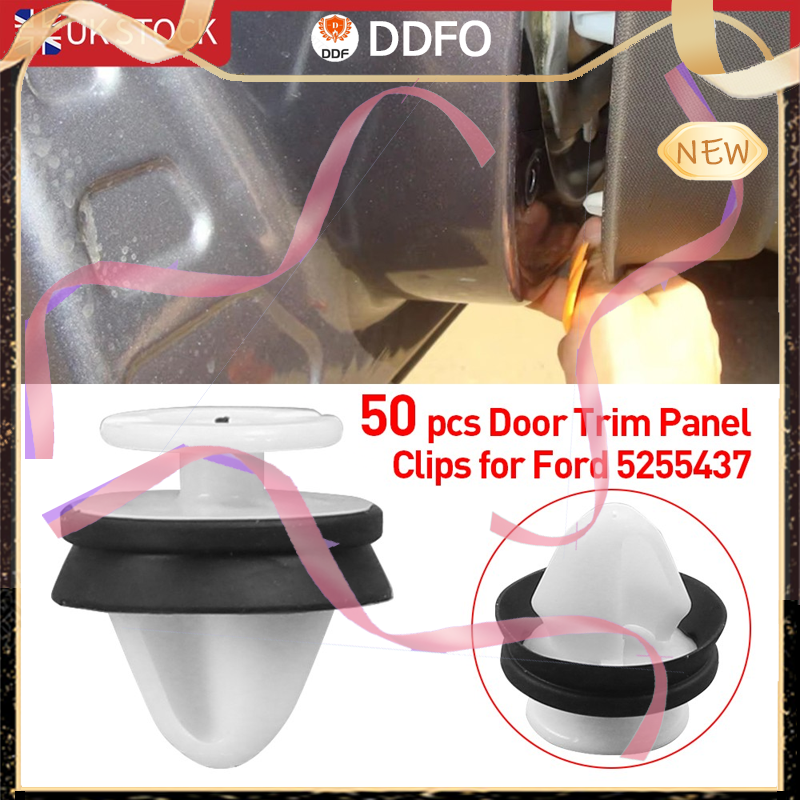 UK STOCK
DDF
DDFO
NEW
50 pcs Door Trim Panel
Clips for Ford 5255437